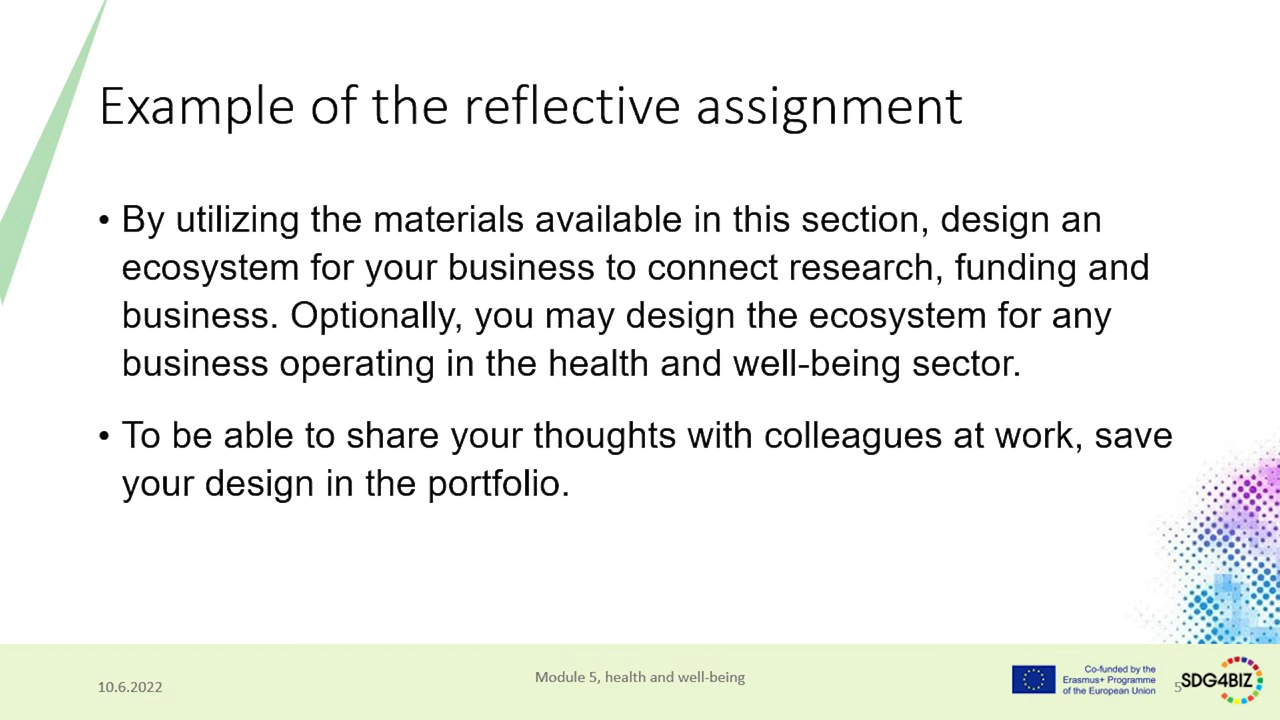 Example of the reflective assignment
• By utilizing the materials available in this section, design an
ecosystem for your business to connect research, funding and
business. Optionally, you may design the ecosystem for any
business operating in the health and well-being sector.
• To be able to share your thoughts with colleagues at work, save
your design in the portfolio.
10.6.2022
Module 5, health and well-being
Co-funded by the
Erasmus+ Programme
of the European Union
5
SDG4BIZ